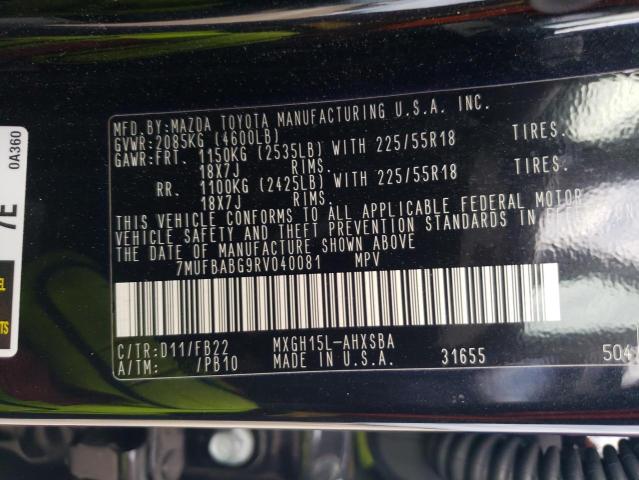 MFD.BY:MAZDA TOYOTA MANUFACTURING U.S.A. INC.
GVWR:2085KG (4600LB)
GAWR:FRT. 1150KG (2535LB) WITH 225/55R18 TIRES.
18X7J RIMS.
RR. 1100KG (2425LB) WITH 225/55R18 TIRES.
18X7J RIMS.
THIS VEHICLE CONFORMS TO ALL APPLICABLE FEDERAL MOTOR
VEHICLE SAFETY AND THEFT PREVENTION STANDARDS IN
THE DATE OF MANUFACTURE SHOWN ABOVE
7MUFBABG9RV040081 MPV
C/TR:D11/FB22 MXGH15L-AHXSBA
A/TM: /PB10 MADE IN U.S.A. 31655 504
0A360